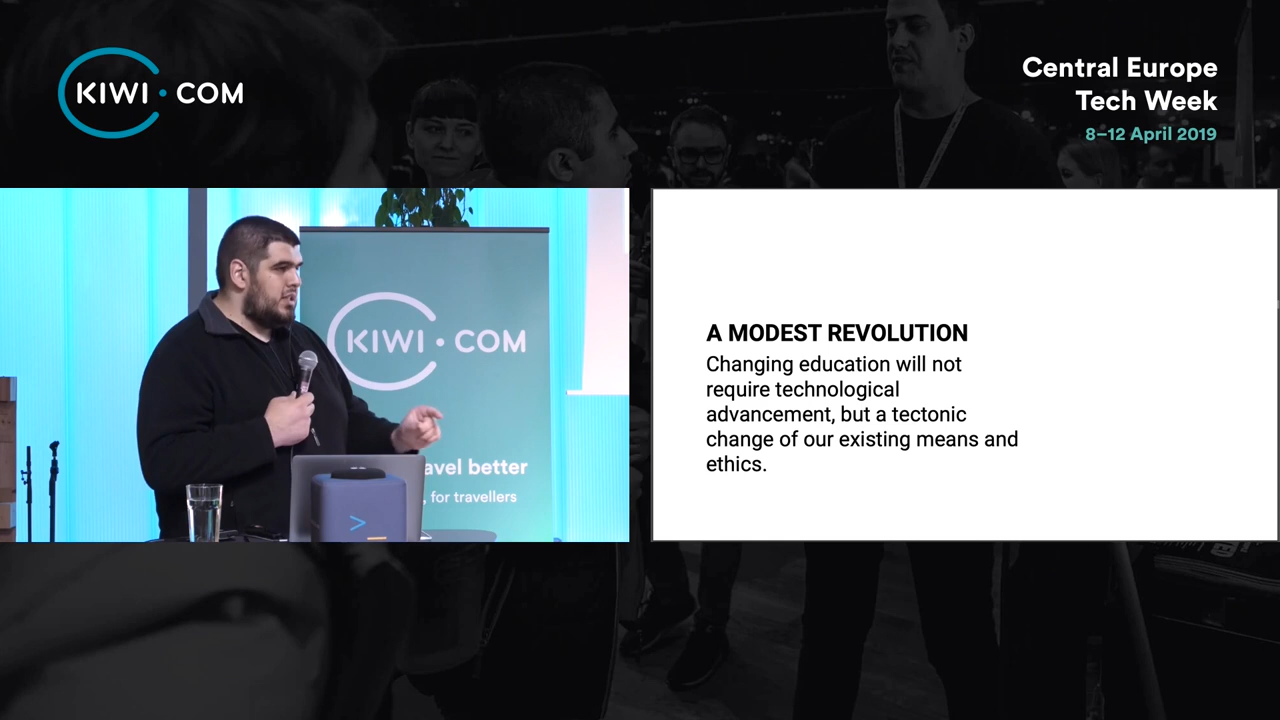 KIWI·COM
Central Europe
Tech Week
8–12 April 2019
KIWI·COM
avel better
, for travellers
>_
A MODEST REVOLUTION
Changing education will not
require technological
advancement, but a tectonic
change of our existing means and
ethics.